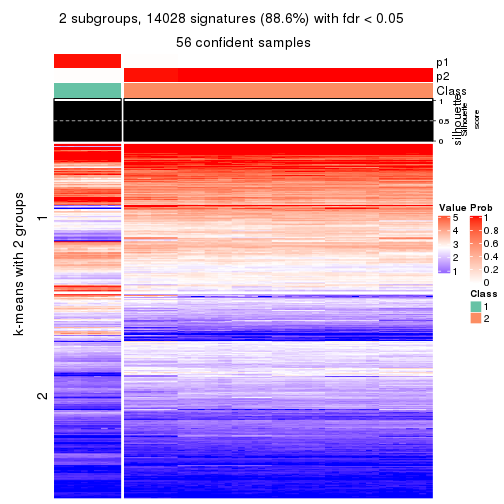 2 subgroups, 14028 signatures (88.6%) with fdr < 0.05
56 confident samples
p1
p2
Class
silhouette
Silhouette
score
1
0.5
0
k-means with 2 groups
1
2
Value
5
4
3
2
1
Prob
1
0.8
0.6
0.4
0.2
0
Class
1
2